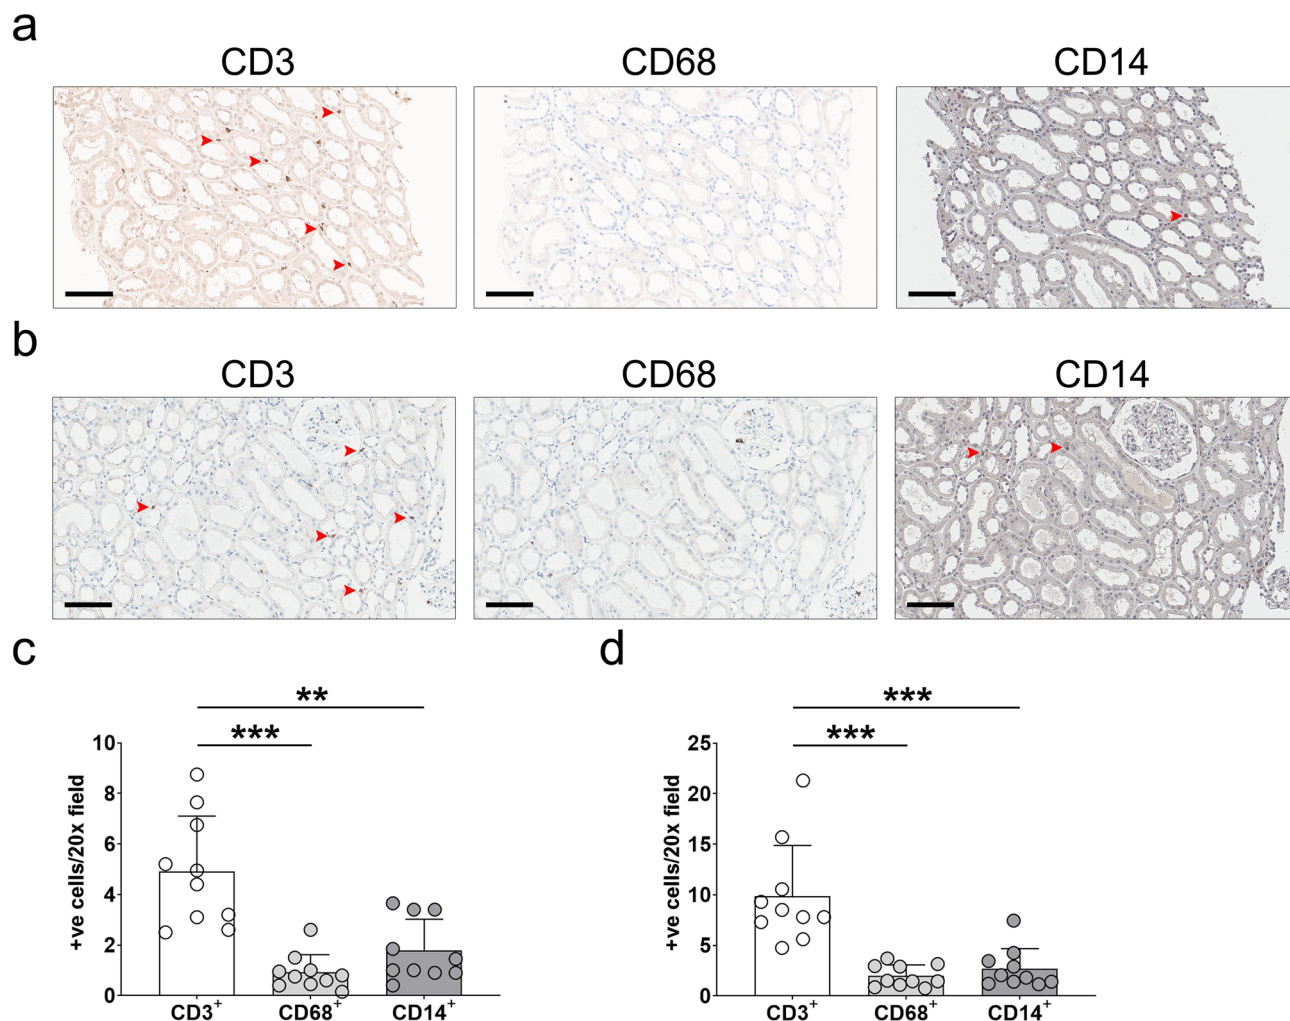 a
CD3 CD68 CD14
b
CD3 CD68 CD14
c d
** ***
*** ***
+ve cells/20x field
10
8
6
4
2
0
CD3+ CD68+ CD14+
+ve cells/20x field
25
20
15
10
5
0
CD3+ CD68+ CD14+